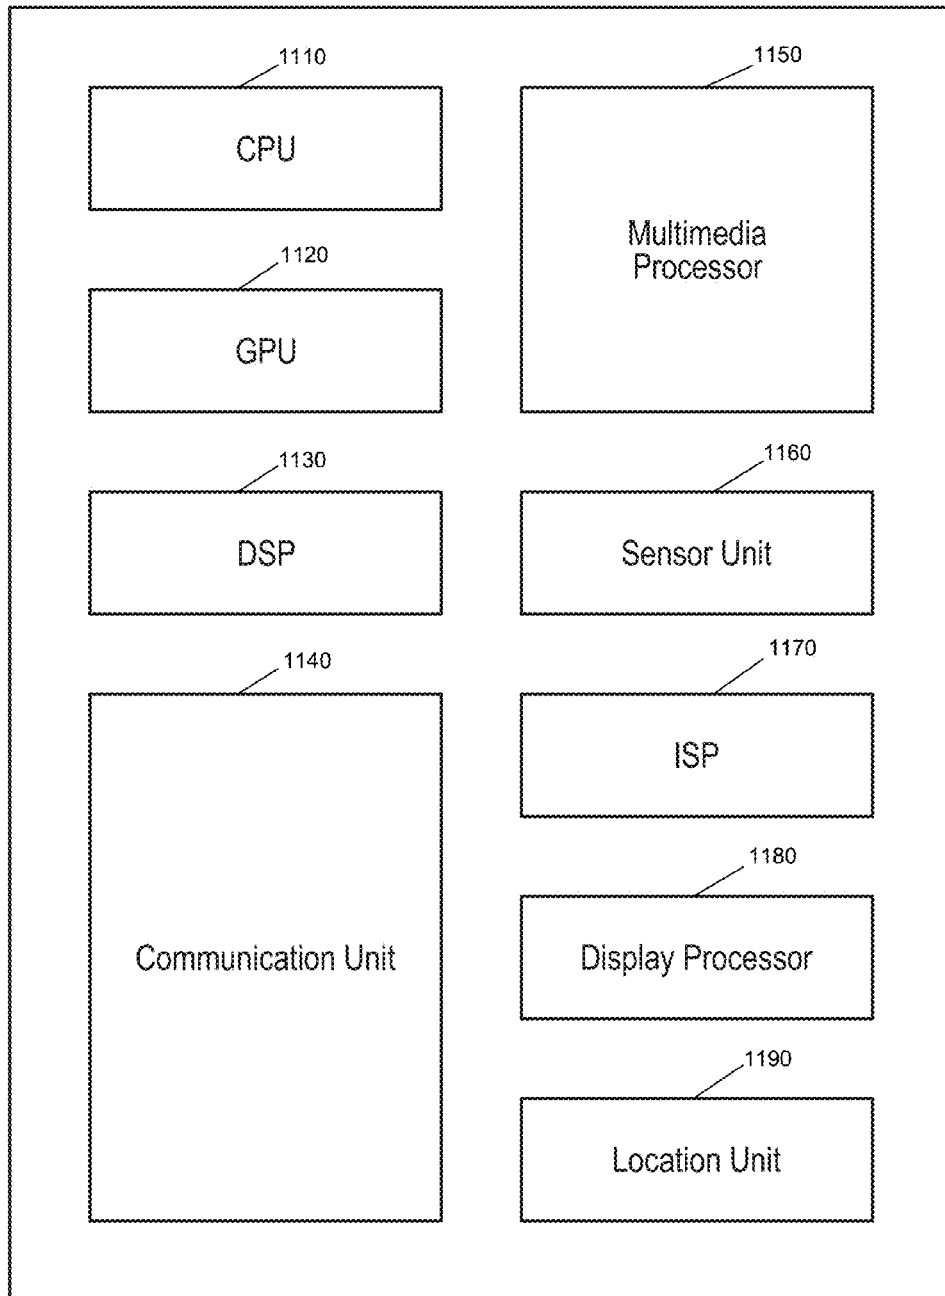 1110
CPU
1120
GPU
1130
DSP
1140
Communication Unit
1150
Multimedia
Processor
1160
Sensor Unit
1170
ISP
1180
Display Processor
1190
Location Unit